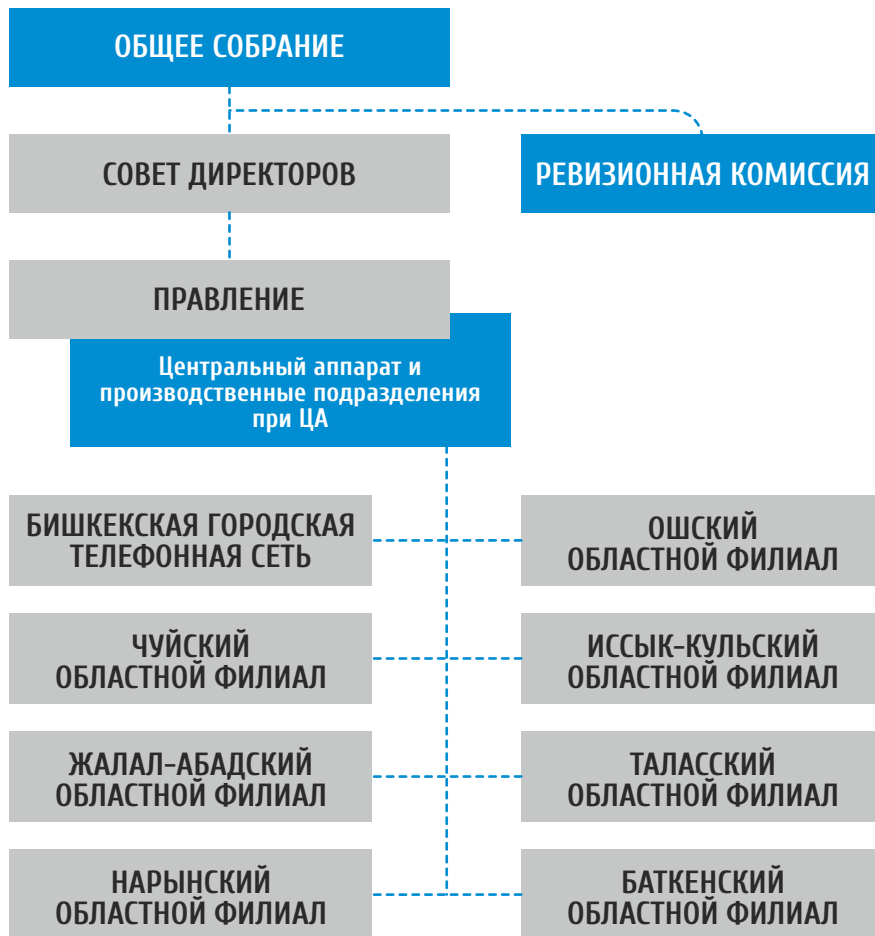 ОБЩЕЕ СОБРАНИЕ
СОВЕТ ДИРЕКТОРОВ
РЕВИЗИОННАЯ КОМИССИЯ
ПРАВЛЕНИЕ
Центральный аппарат и
производственные подразделения
при ЦА
БИШКЕКСКАЯ ГОРОДСКАЯ
ТЕЛЕФОННАЯ СЕТЬ
ОШСКИЙ
ОБЛАСТНОЙ ФИЛИАЛ
ЧУЙСКИЙ
ОБЛАСТНОЙ ФИЛИАЛ
ИССЫК-КУЛЬСКИЙ
ОБЛАСТНОЙ ФИЛИАЛ
ЖАЛАЛ-АБАДСКИЙ
ОБЛАСТНОЙ ФИЛИАЛ
ТАЛАССКИЙ
ОБЛАСТНОЙ ФИЛИАЛ
НАРЫНСКИЙ
ОБЛАСТНОЙ ФИЛИАЛ
БАТКЕНСКИЙ
ОБЛАСТНОЙ ФИЛИАЛ